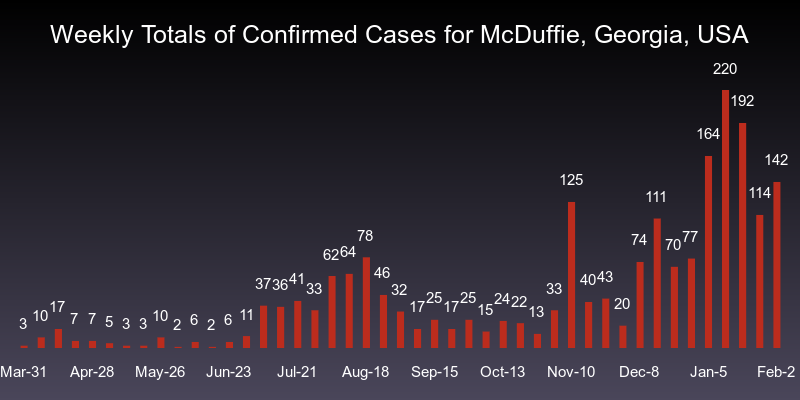 Weekly Totals of Confirmed Cases for McDuffie, Georgia, USA
3 10 17 7 7 5 3 3 10 2 6 2 6 11 37 36 41 33 62 64 78 46 32 17 25 17 25 15 24 22 13 33 125 40 43 20 74 111 70 77 164 220 192 114 142
Mar-31 Apr-28 May-26 Jun-23 Jul-21 Aug-18 Sep-15 Oct-13 Nov-10 Dec-8 Jan-5 Feb-2